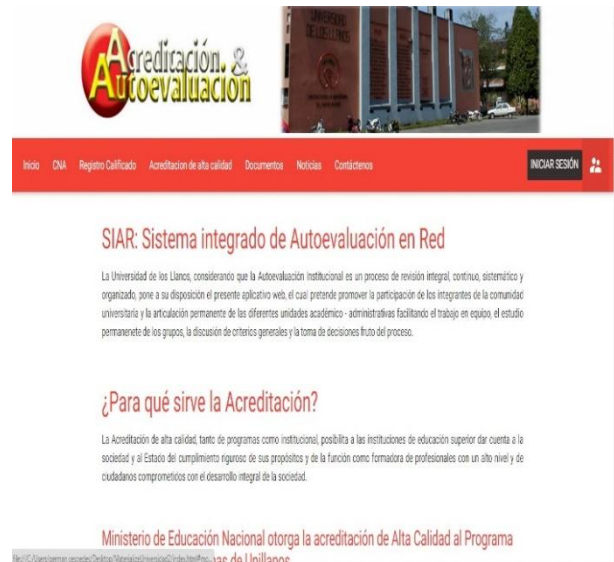 Acreditación &
Autoevaluación
UNIVERSIDAD
DE LOS LLANOS
Inicio CNA Registro Calificado Acreditacion de alta calidad Documentos Noticias Contáctenos INICIAR SESIÓN
SIAR: Sistema integrado de Autoevaluación en Red
La Universidad de los Llanos, considerando que la Autoevaluación Institucional es un proceso de revisión integral, continuo, sistemático y
organizado, pone a su disposición el presente aplicativo web, el cual pretende promover la participación de los integrantes de la comunidad
universitaria y la articulación permanente de las diferentes unidades académico - administrativas facilitando el trabajo en equipo, el estudio
permanenete de los grupos, la discusión de criterios generales y la toma de decisiones fruto del proceso.
¿Para qué sirve la Acreditación?
La Acreditación de alta calidad, tanto de programas como institucional, posibilita a las instituciones de educación superior dar cuenta a la
sociedad y al Estado del cumplimiento riguroso de sus propósitos y de la función como formadora de profesionales con un alto nivel y de
ciudadanos comprometidos con el desarrollo integral de la sociedad.
Ministerio de Educación Nacional otorga la acreditación de Alta Calidad al Programa
de Unillanos